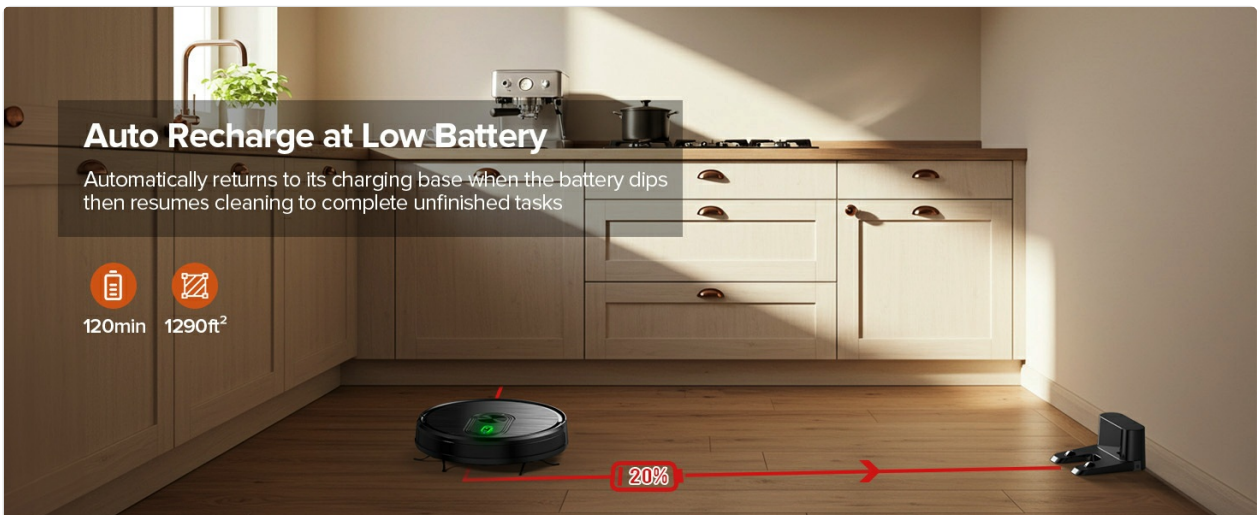 Auto Recharge at Low Battery
Automatically returns to its charging base when the battery dips
then resumes cleaning to complete unfinished tasks
120min 1290ft²
20%